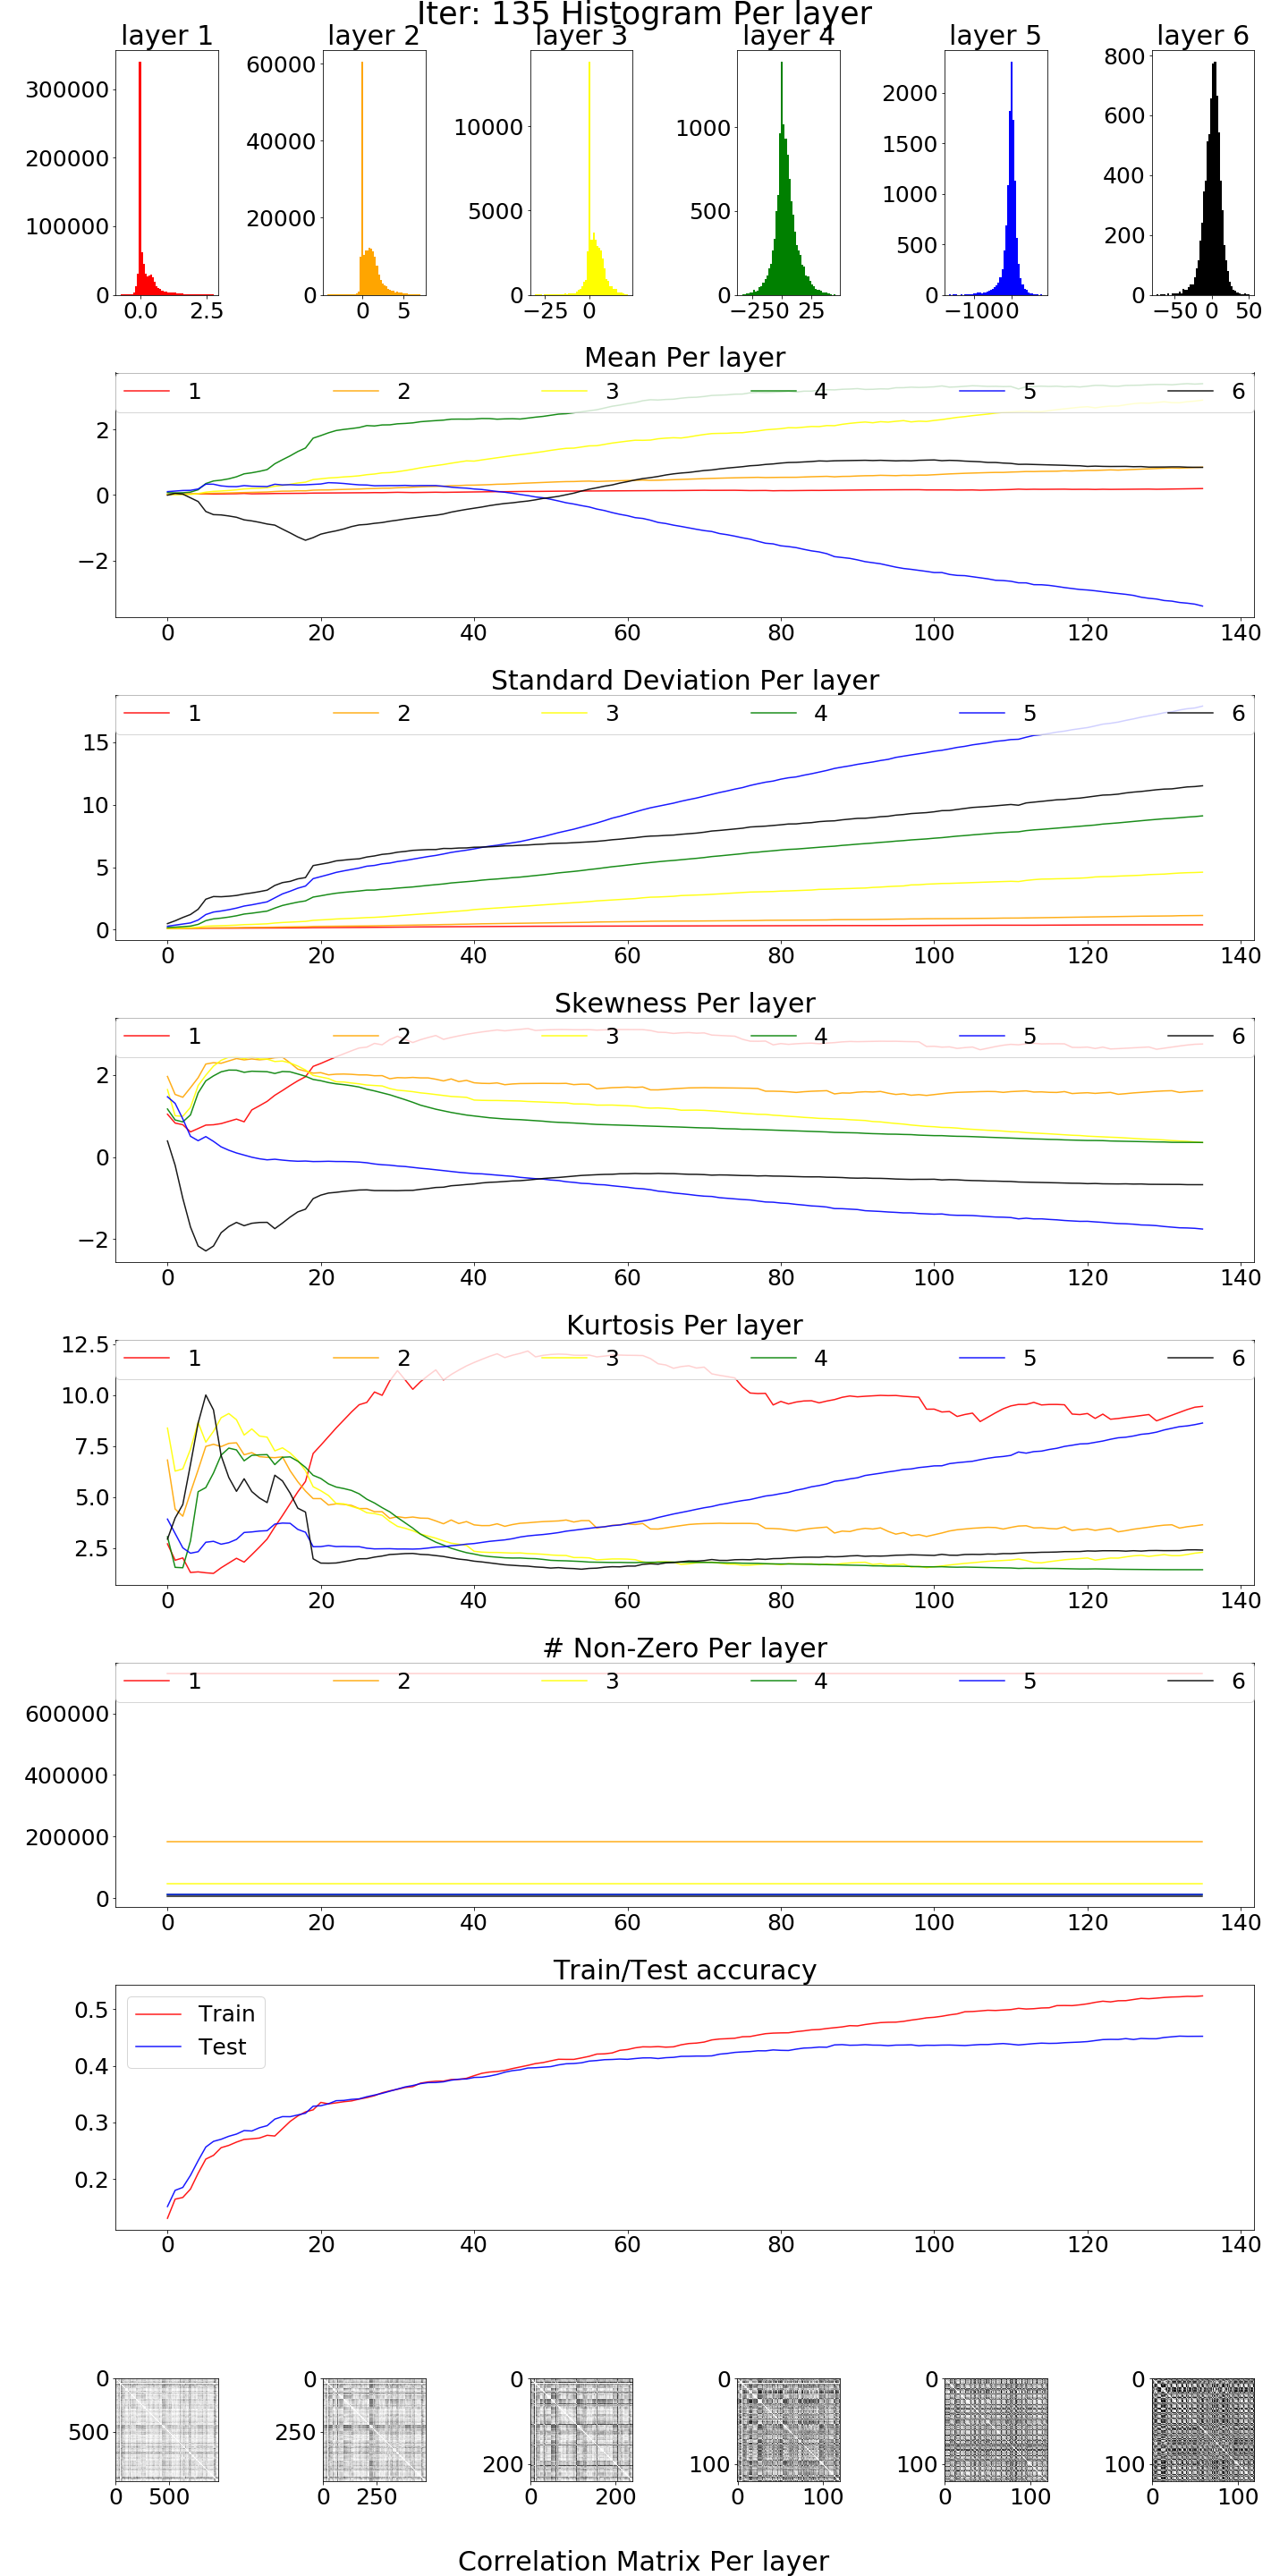 Iter: 135 Histogram Per layer
layer 1 layer 2 layer 3 layer 4 layer 5 layer 6
300000 200000 100000 0 0.0 2.5
60000 40000 20000 0 0 5
10000 5000 0 −25 0
1000 500 0 −25 0 25
2000 1500 1000 500 0 −100 0
800 600 400 200 0 −50 0 50
Mean Per layer
1 2 3 4 5 6
2
0
−2
0 20 40 60 80 100 120 140
Standard Deviation Per layer
1 2 3 4 5 6
15
10
5
0
0 20 40 60 80 100 120 140
Skewness Per layer
1 2 3 4 5 6
2
0
−2
0 20 40 60 80 100 120 140
Kurtosis Per layer
12.5
1 2 3 4 5 6
10.0
7.5
5.0
2.5
0 20 40 60 80 100 120 140
# Non-Zero Per layer
1 2 3 4 5 6
600000
400000
200000
0
0 20 40 60 80 100 120 140
Train/Test accuracy
Train
Test
0.5
0.4
0.3
0.2
0 20 40 60 80 100 120 140
0 500 0 500
0 250 0 250
0 200 0 200
0 100 0 100
0 100 0 100
0 100 0 100
Correlation Matrix Per layer